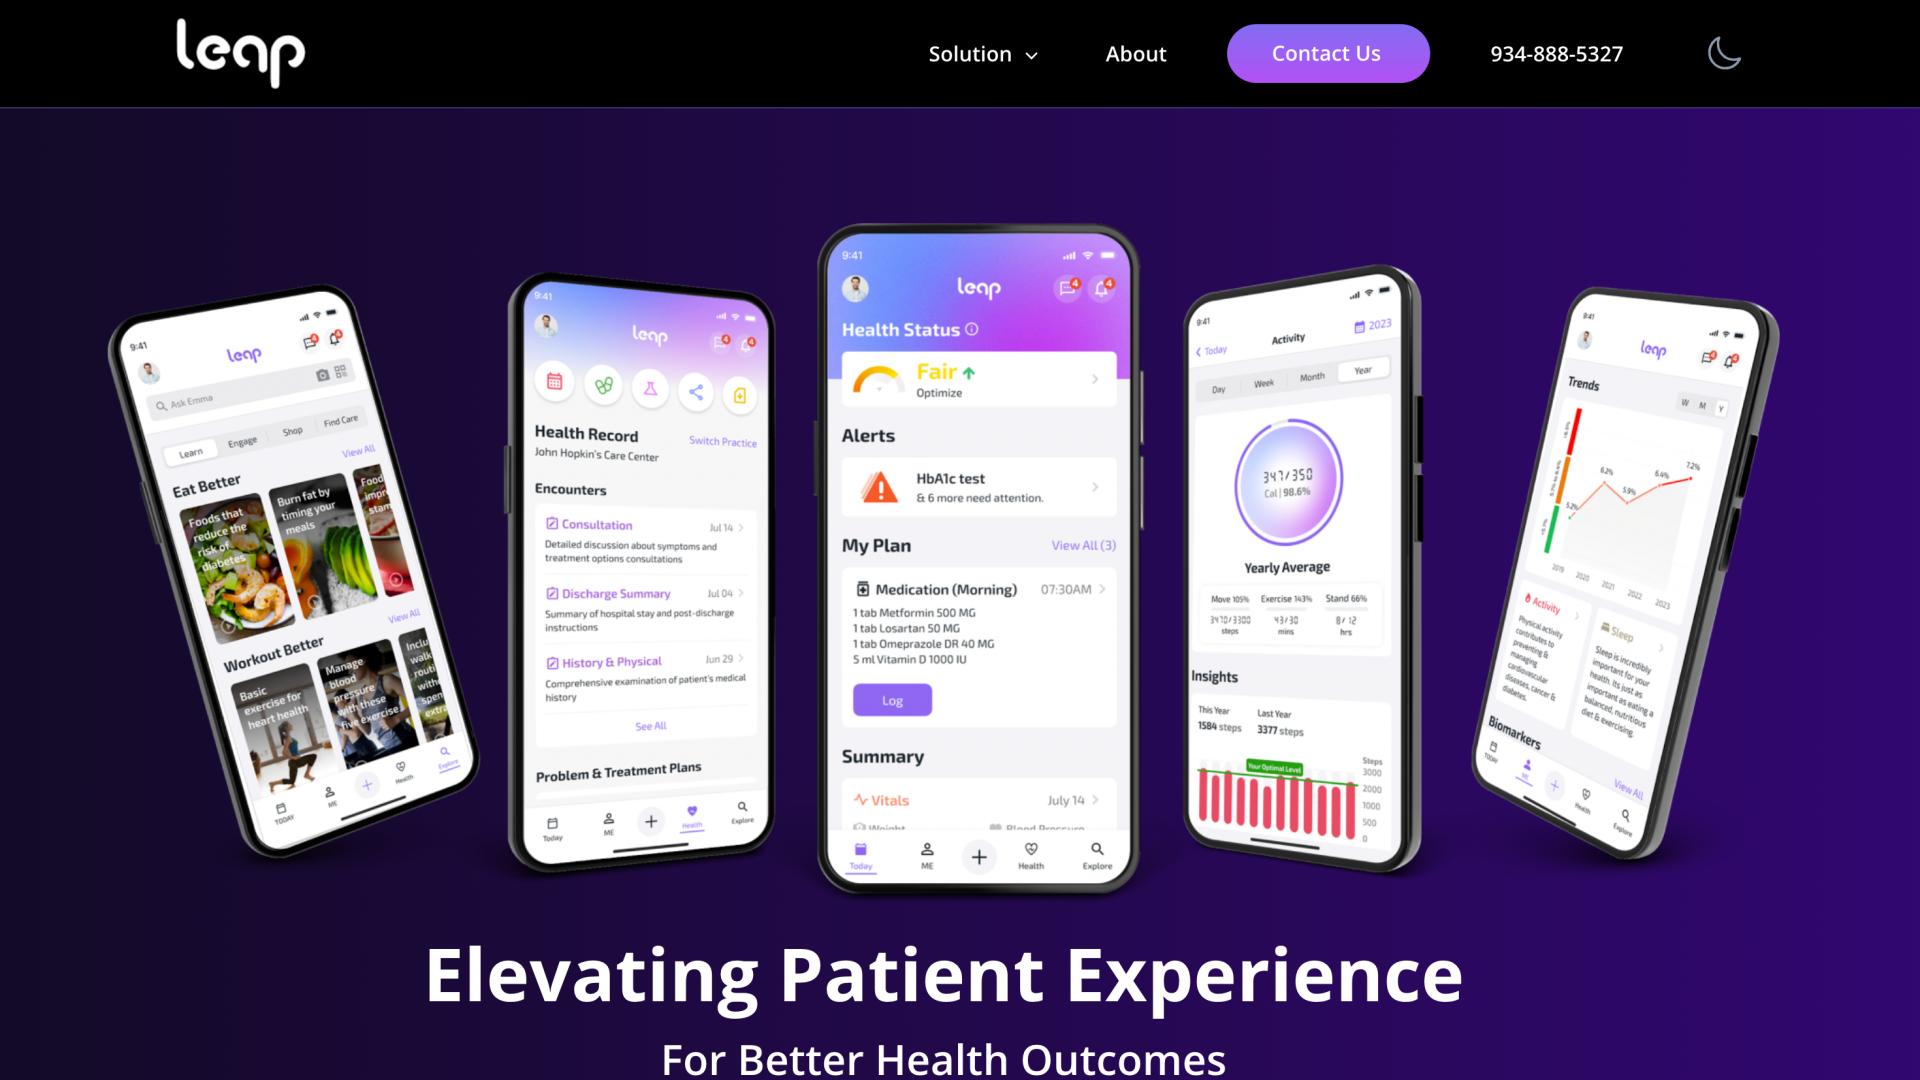 leap
Solution
About
Contact Us
934-888-5327
9:41
leap
4
4
Ask Emma
Learn
Engage
Shop
Find Care
Eat Better
View All
Foods that
reduce the
risk of
diabetes
Burn fat by
timing your
meals
Food
impr
stam
Workout Better
View All
Basic
exercise for
heart health
Manage
blood
pressure
with these
five exercise
Inclu
walk
routi
with
spen
extra
TODAY
ME
Health
Explore
9:41
leap
4
4
Health Record
Switch Practice
John Hopkin's Care Center
Encounters
Consultation
Jul 14
Detailed discussion about symptoms and
treatment options consultations
Discharge Summary
Jul 04
Summary of hospital stay and post-discharge
instructions
History & Physical
Jun 29
Comprehensive examination of patient's medical
history
See All
Problem & Treatment Plans
Today
ME
Health
Explore
9:41
leap
4
4
Health Status
Fair
Optimize
Alerts
HbA1c test
& 6 more need attention.
My Plan
View All (3)
Medication (Morning)
07:30AM
1 tab Metformin 500 MG
1 tab Losartan 50 MG
1 tab Omeprazole DR 40 MG
5 ml Vitamin D 1000 IU
Log
Summary
Vitals
July 14
Weight
Blood Pressure
Today
ME
Health
Explore
9:41
Today
Activity
2023
Day
Week
Month
Year
347/350
Cal | 98.6%
Yearly Average
Move 105%
Exercise 143%
Stand 66%
3470/3300
43/30
8/12
steps
mins
hrs
Insights
This Year
Last Year
1584 steps
3377 steps
Steps
Your Optimal Level
3000
2000
1000
500
0
9:41
leap
4
4
Trends
W
M
Y
5.2%
6.2%
5.9%
6.4%
7.2%
2019
2020
2021
2022
2023
Activity
Physical activity
contributes to
preventing &
managing
cardiovascular
diseases, cancer &
diabetes.
Sleep
Sleep is incredibly
important for your
health. Its just as
important as eating a
balanced, nutritious
diet & exercising.
Biomarkers
View All
TODAY
ME
Health
Explore
Elevating Patient Experience
For Better Health Outcomes